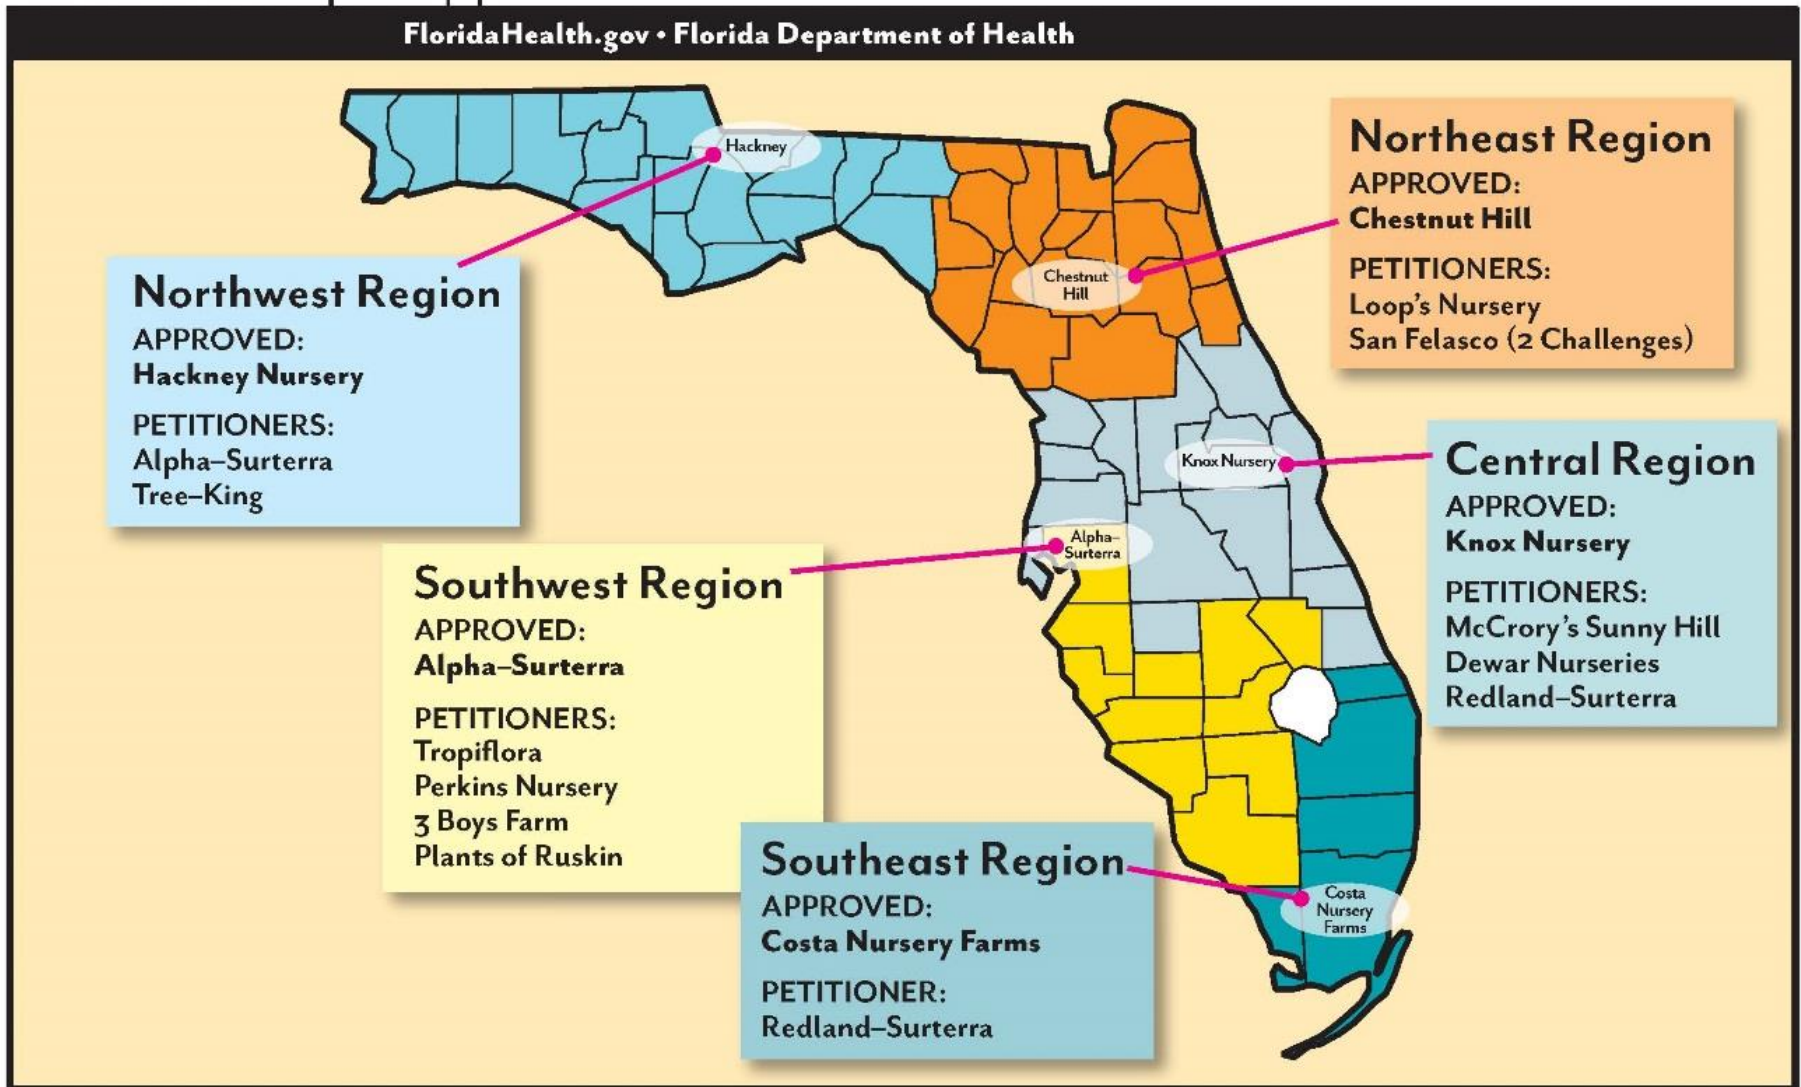 FloridaHealth.gov • Florida Department of Health
Hackney
Northeast Region
APPROVED:
Chestnut Hill
PETITIONERS:
Loop's Nursery
San Felasco (2 Challenges)
Chestnut
Hill
Northwest Region
APPROVED:
Hackney Nursery
PETITIONERS:
Alpha–Surterra
Tree–King
Knox Nursery
Central Region
APPROVED:
Knox Nursery
PETITIONERS:
McCrory's Sunny Hill
Dewar Nurseries
Redland–Surterra
Alpha–
Surterra
Southwest Region
APPROVED:
Alpha–Surterra
PETITIONERS:
Tropiflora
Perkins Nursery
3 Boys Farm
Plants of Ruskin
Southeast Region
APPROVED:
Costa Nursery Farms
PETITIONER:
Redland–Surterra
Costa
Nursery
Farms